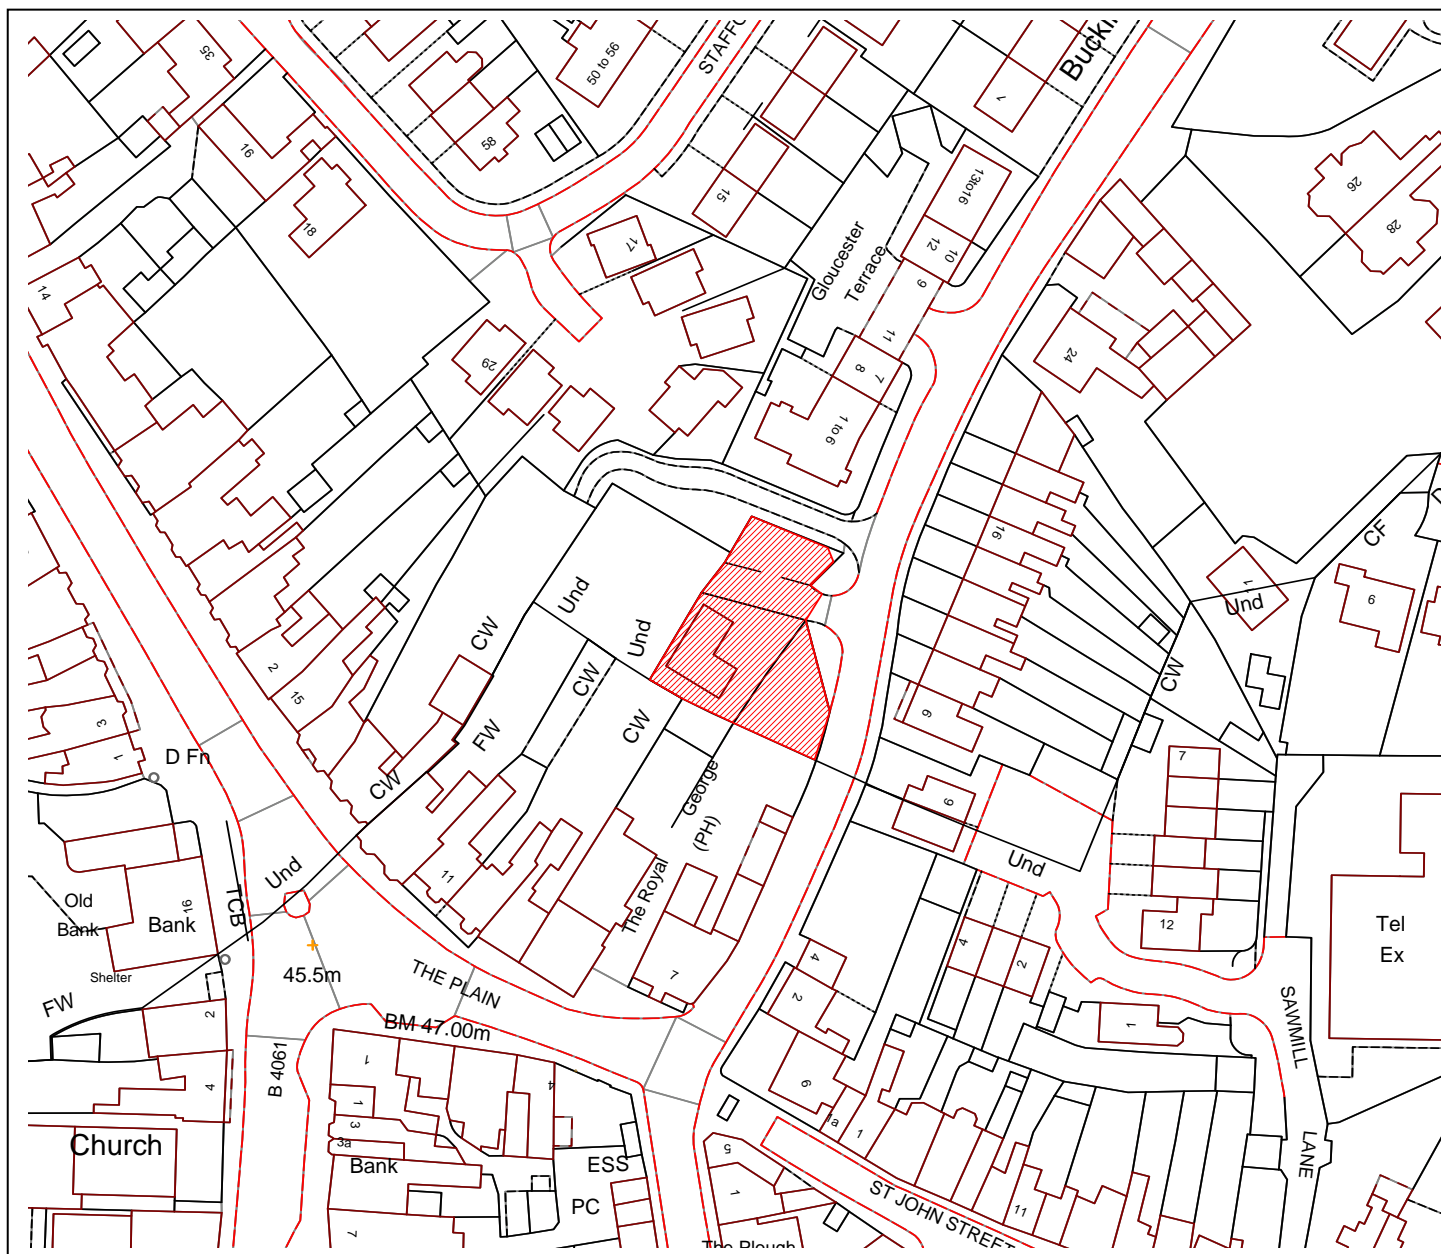 35
50 to 56
STAFFO
Buckin
7
58
16
18
15
17
13to16
12
10
9
11
Gloucester
Terrace
26
28
14
29
24
8
7
1 to 6
16
CF
1
Und
6
Und
CW
Und
CW
CW
2
15
FW
CW
9
3
1
D Fn
CW
George
(PH)
6
7
Und
Und
11
The Royal
Old
Bank
Bank
16
TCB
Shelter
45.5m
THE PLAIN
BM 47.00m
7
4
2
4
2
12
Tel
Ex
FW
2
4
B 4061
1
1
3
3a
Bank
4
6
1a
1
1
SAWMILL
LANE
Church
ESS
PC
5
1
7
ST JOHN STREET
11
The Plough